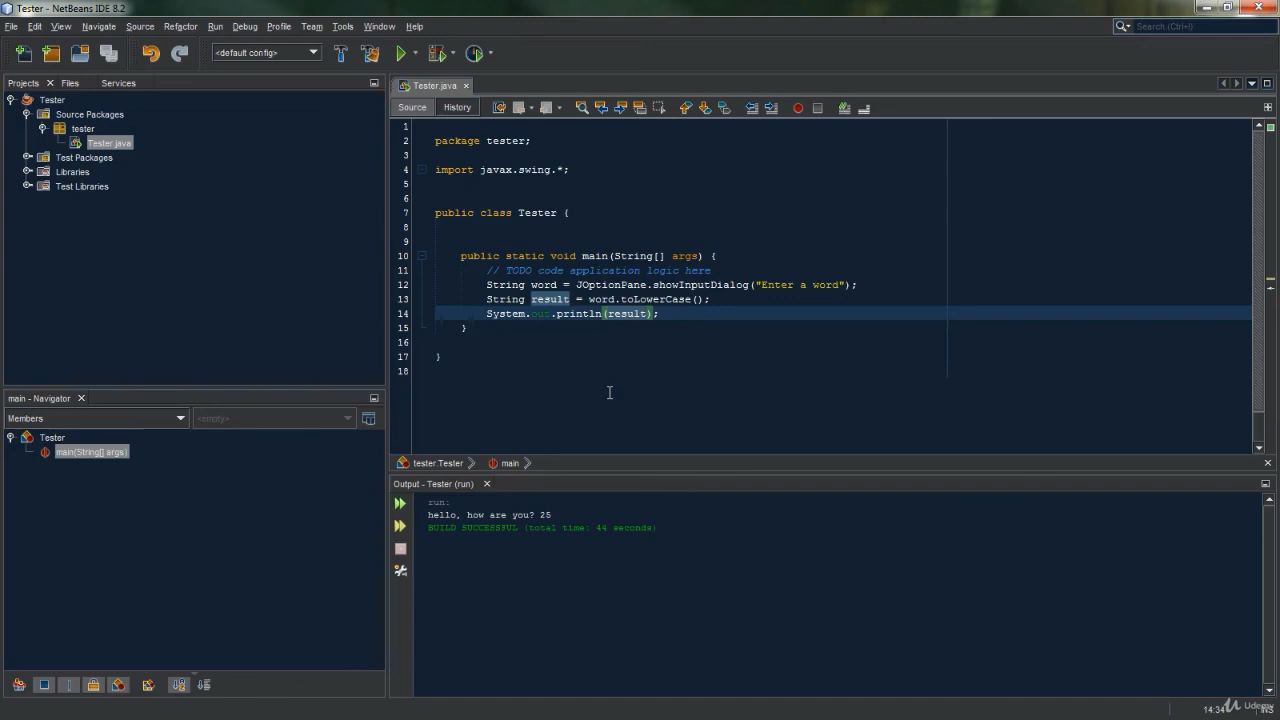 Tester - NetBeans IDE 8.2
File Edit View Navigate Source Refactor Run Debug Profile Team Tools Window Help
Search (Ctrl+I)
<default config>
Projects Files Services
Tester
Source Packages
tester
Tester.java
Test Packages
Libraries
Test Libraries
main - Navigator
Members
<empty>
Tester
main(String[] args)
Tester.java
Source History
1
2 package tester;
3
4 import javax.swing.*;
5
6
7 public class Tester {
8
9
10 public static void main(String[] args) {
11 // TODO code application logic here
12 String word = JOptionPane.showInputDialog("Enter a word");
13 String result = word.toLowerCase();
14 System.out.println(result);
15 }
16
17 }
18
tester.Tester main
Output - Tester (run)
run:
hello, how are you? 25
BUILD SUCCESSFUL (total time: 44 seconds)
14:34 INS
Udemy